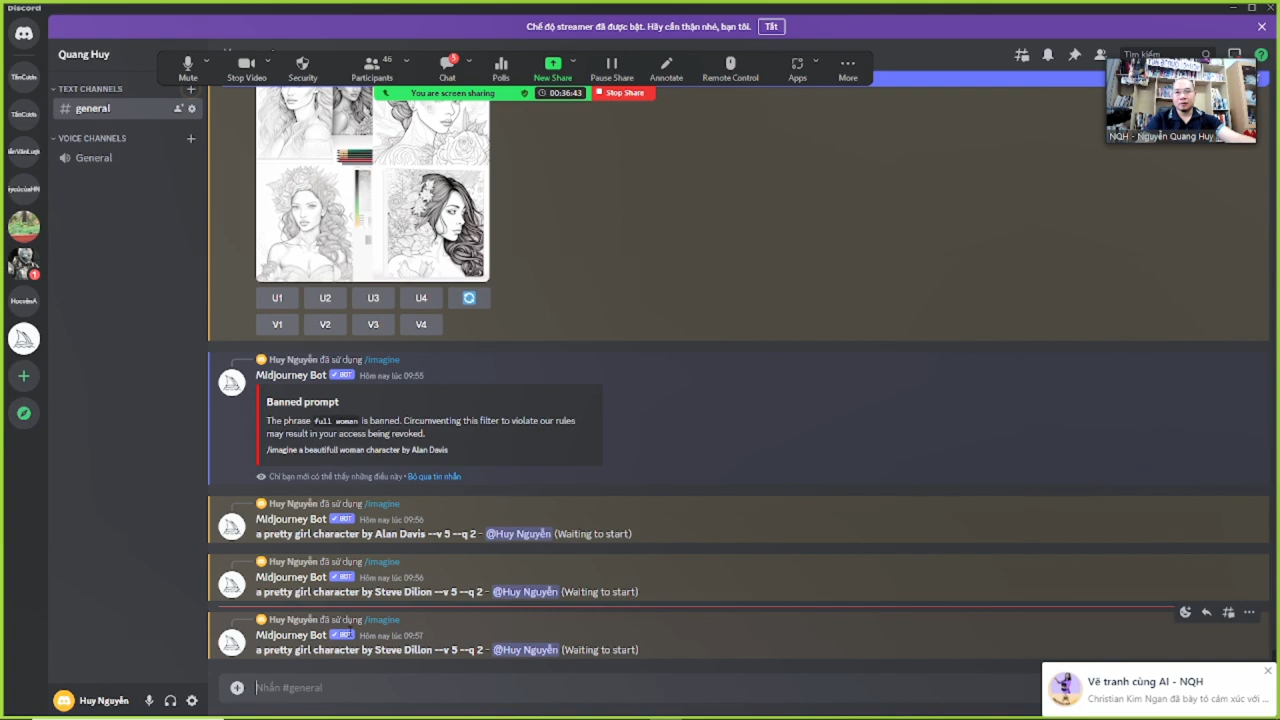 Discord
Chế độ streamer đã được bật. Hãy cẩn thận nhé, bạn tôi.
Tắt
Quang Huy
Tìm kiếm
46
5
Mute
Stop Video
Security
Participants
Chat
Polls
New Share
Pause Share
Annotate
Remote Control
Apps
More
You are screen sharing
00:36:43
Stop Share
NQH - Nguyễn Quang Huy
TEXT CHANNELS
general
VOICE CHANNELS
General
TấnCươn
TấnCươn
ấnVănLượn
ỳcủcủaHN
1
HọcviênA
U1 U2 U3 U4
V1 V2 V3 V4
Huy Nguyễn đã sử dụng /imagine
Midjourney Bot BOT Hôm nay lúc 09:55
Banned prompt
The phrase full woman is banned. Circumventing this filter to violate our rules
may result in your access being revoked.
/imagine a beautifull woman character by Alan Davis
Chỉ bạn mới có thể thấy những điều này • Bỏ qua tin nhắn
Huy Nguyễn đã sử dụng /imagine
Midjourney Bot BOT Hôm nay lúc 09:56
a pretty girl character by Alan Davis --v 5 --q 2 - @Huy Nguyễn (Waiting to start)
Huy Nguyễn đã sử dụng /imagine
Midjourney Bot BOT Hôm nay lúc 09:56
a pretty girl character by Steve Dilion --v 5 --q 2 - @Huy Nguyễn (Waiting to start)
Huy Nguyễn đã sử dụng /imagine
Midjourney Bot BOT Hôm nay lúc 09:57
a pretty girl character by Steve Dillon --v 5 --q 2 - @Huy Nguyễn (Waiting to start)
Nhắn #general
Huy Nguyễn
Vẽ tranh cùng AI - NQH
Christian Kim Ngan đã bày tỏ cảm xúc với ...